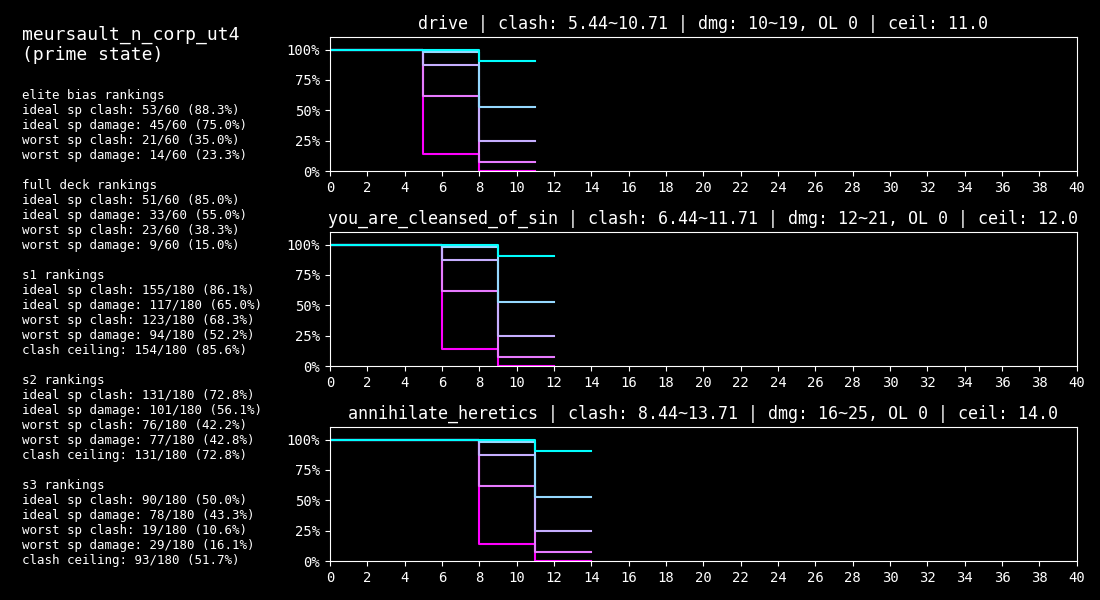 meursault_n_corp_ut4
(prime state)
elite bias rankings
ideal sp clash: 53/60 (88.3%)
ideal sp damage: 45/60 (75.0%)
worst sp clash: 21/60 (35.0%)
worst sp damage: 14/60 (23.3%)
full deck rankings
ideal sp clash: 51/60 (85.0%)
ideal sp damage: 33/60 (55.0%)
worst sp clash: 23/60 (38.3%)
worst sp damage: 9/60 (15.0%)
s1 rankings
ideal sp clash: 155/180 (86.1%)
ideal sp damage: 117/180 (65.0%)
worst sp clash: 123/180 (68.3%)
worst sp damage: 94/180 (52.2%)
clash ceiling: 154/180 (85.6%)
s2 rankings
ideal sp clash: 131/180 (72.8%)
ideal sp damage: 101/180 (56.1%)
worst sp clash: 76/180 (42.2%)
worst sp damage: 77/180 (42.8%)
clash ceiling: 131/180 (72.8%)
s3 rankings
ideal sp clash: 90/180 (50.0%)
ideal sp damage: 78/180 (43.3%)
worst sp clash: 19/180 (10.6%)
worst sp damage: 29/180 (16.1%)
clash ceiling: 93/180 (51.7%)
drive | clash: 5.44~10.71 | dmg: 10~19, OL 0 | ceil: 11.0
100%
75%
50%
25%
0%
0 2 4 6 8 10 12 14 16 18 20 22 24 26 28 30 32 34 36 38 40
you_are_cleansed_of_sin | clash: 6.44~11.71 | dmg: 12~21, OL 0 | ceil: 12.0
100%
75%
50%
25%
0%
0 2 4 6 8 10 12 14 16 18 20 22 24 26 28 30 32 34 36 38 40
annihilate_heretics | clash: 8.44~13.71 | dmg: 16~25, OL 0 | ceil: 14.0
100%
75%
50%
25%
0%
0 2 4 6 8 10 12 14 16 18 20 22 24 26 28 30 32 34 36 38 40